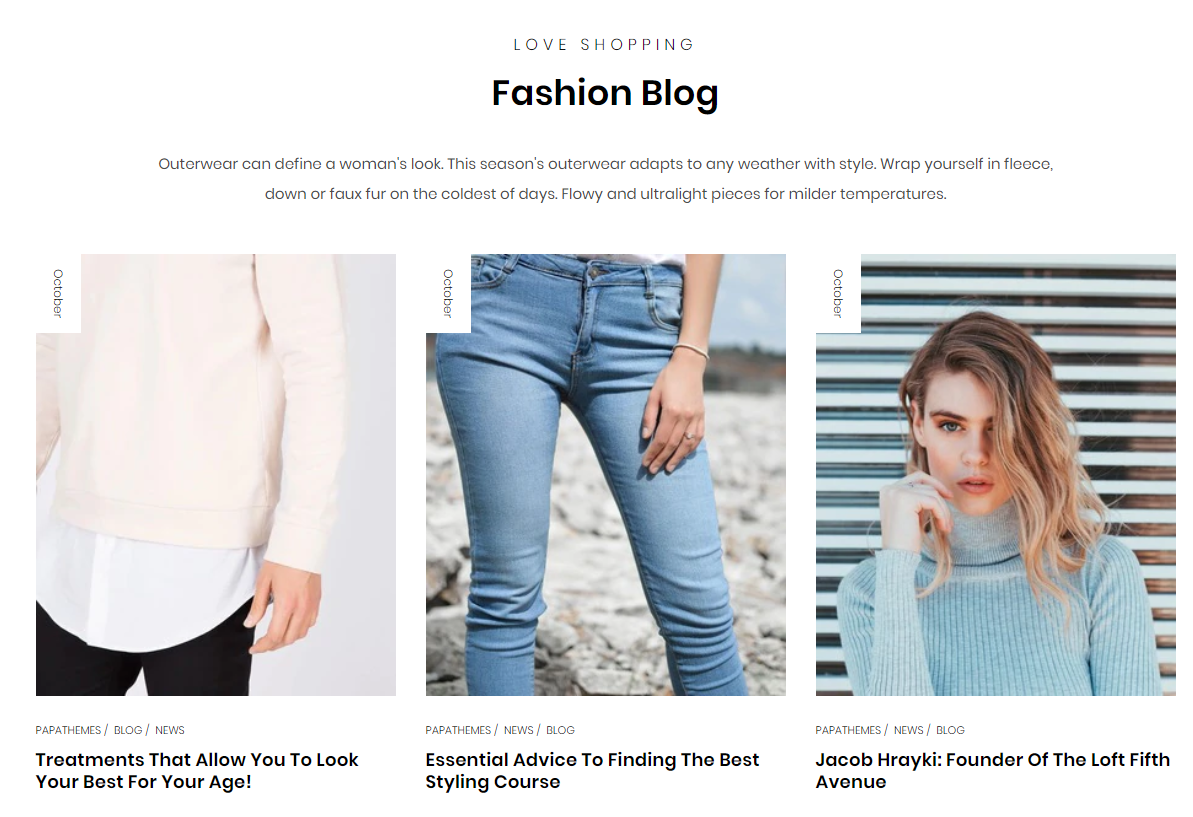 LOVE SHOPPING
Fashion Blog
Outerwear can define a woman's look. This season's outerwear adapts to any weather with style. Wrap yourself in fleece,
down or faux fur on the coldest of days. Flowy and ultralight pieces for milder temperatures.
October
October
October
PAPATHEMES / BLOG / NEWS
Treatments That Allow You To Look
Your Best For Your Age!
PAPATHEMES / NEWS / BLOG
Essential Advice To Finding The Best
Styling Course
PAPATHEMES / NEWS / BLOG
Jacob Hrayki: Founder Of The Loft Fifth
Avenue